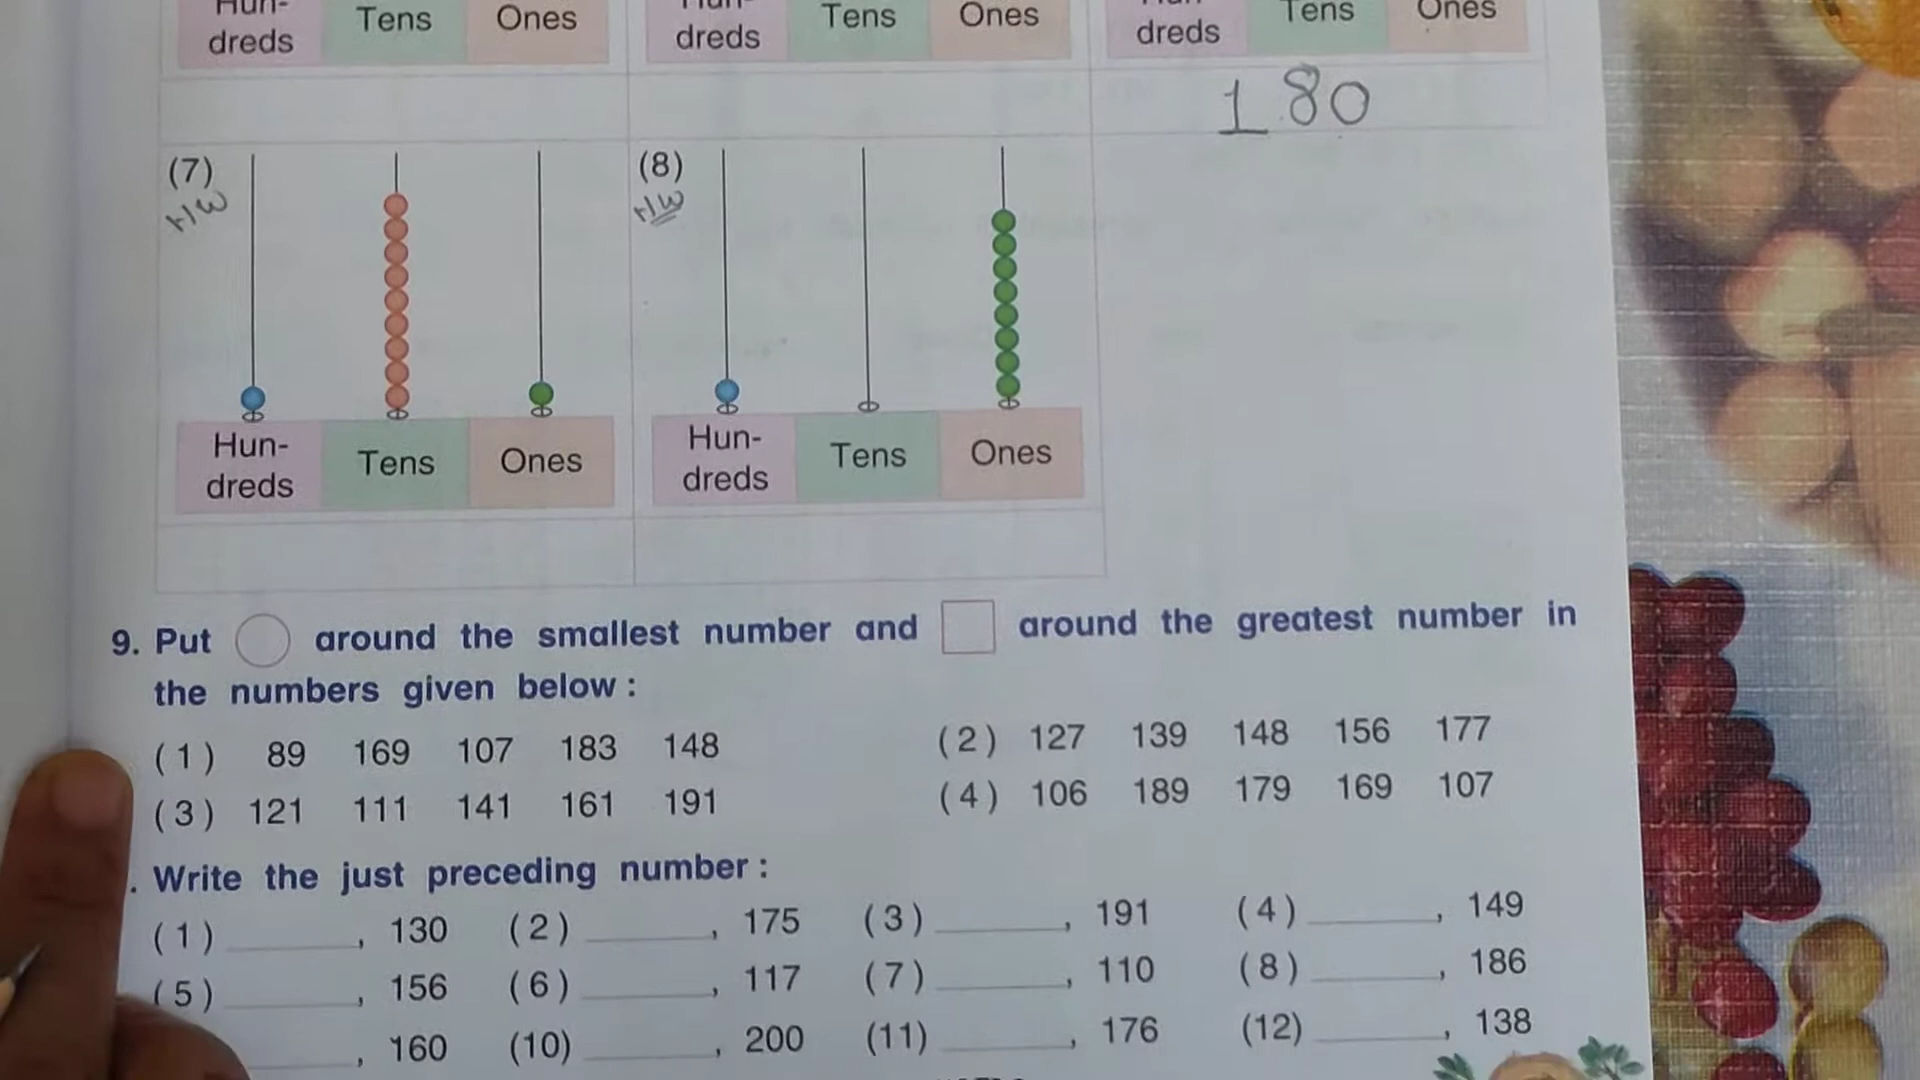 Hun- Tens Ones Hun- Tens Ones Hun- Tens Ones
dreds dreds dreds
180
(7) (8)
H/W H/W
Hun- Tens Ones Hun- Tens Ones
dreds dreds
9. Put around the smallest number and around the greatest number in
the numbers given below :
(1) 89 169 107 183 148 (2) 127 139 148 156 177
(3) 121 111 141 161 191 (4) 106 189 179 169 107
. Write the just preceding number :
(1) ______, 130 (2) ______, 175 (3) ______, 191 (4) ______, 149
(5) ______, 156 (6) ______, 117 (7) ______, 110 (8) ______, 186
______, 160 (10) ______, 200 (11) ______, 176 (12) ______, 138